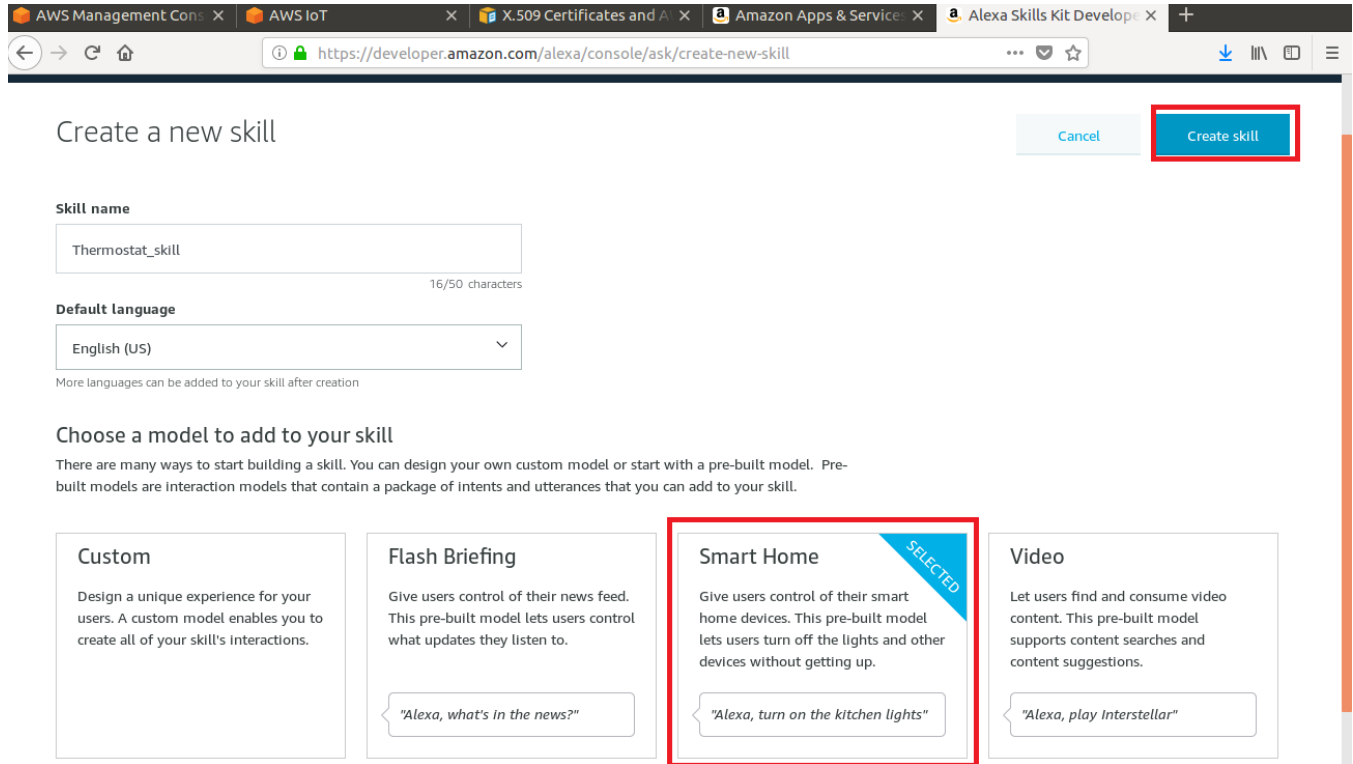 AWS Management Cons
AWS IoT
X.509 Certificates and A
Amazon Apps & Services
Alexa Skills Kit Develope
https://developer.amazon.com/alexa/console/ask/create-new-skill
Create a new skill
Cancel
Create skill
Skill name
Thermostat_skill
16/50 characters
Default language
English (US)
More languages can be added to your skill after creation
Choose a model to add to your skill
There are many ways to start building a skill. You can design your own custom model or start with a pre-built model. Pre-
built models are interaction models that contain a package of intents and utterances that you can add to your skill.
Custom
Design a unique experience for your
users. A custom model enables you to
create all of your skill's interactions.
Flash Briefing
Give users control of their news feed.
This pre-built model lets users control
what updates they listen to.
"Alexa, what's in the news?"
Smart Home
SELECTED
Give users control of their smart
home devices. This pre-built model
lets users turn off the lights and other
devices without getting up.
"Alexa, turn on the kitchen lights"
Video
Let users find and consume video
content. This pre-built model
supports content searches and
content suggestions.
"Alexa, play Interstellar"